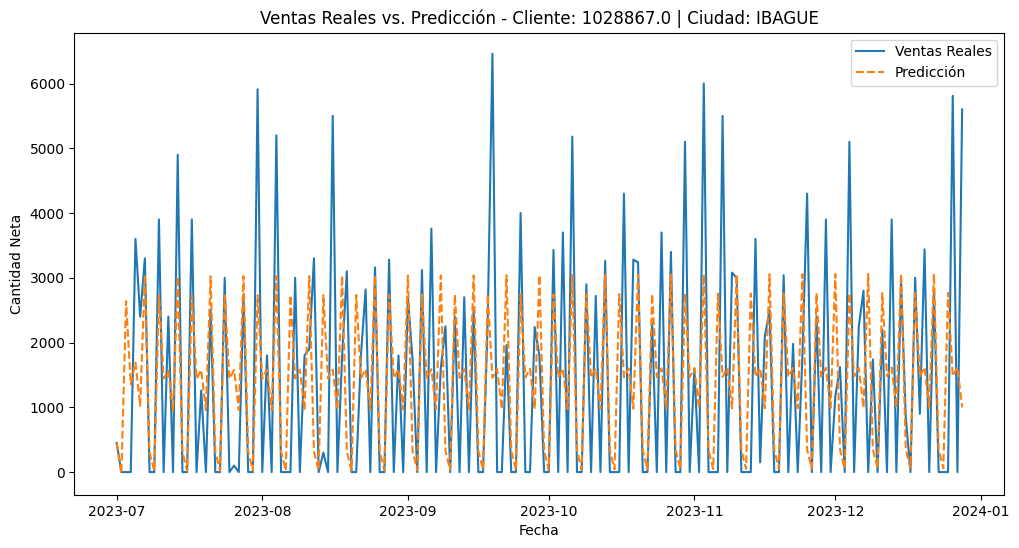 Ventas Reales vs. Predicción - Cliente: 1028867.0 | Ciudad: IBAGUE
Ventas Reales
Predicción
Cantidad Neta
6000
5000
4000
3000
2000
1000
0
2023-07
2023-08
2023-09
2023-10
2023-11
2023-12
2024-01
Fecha